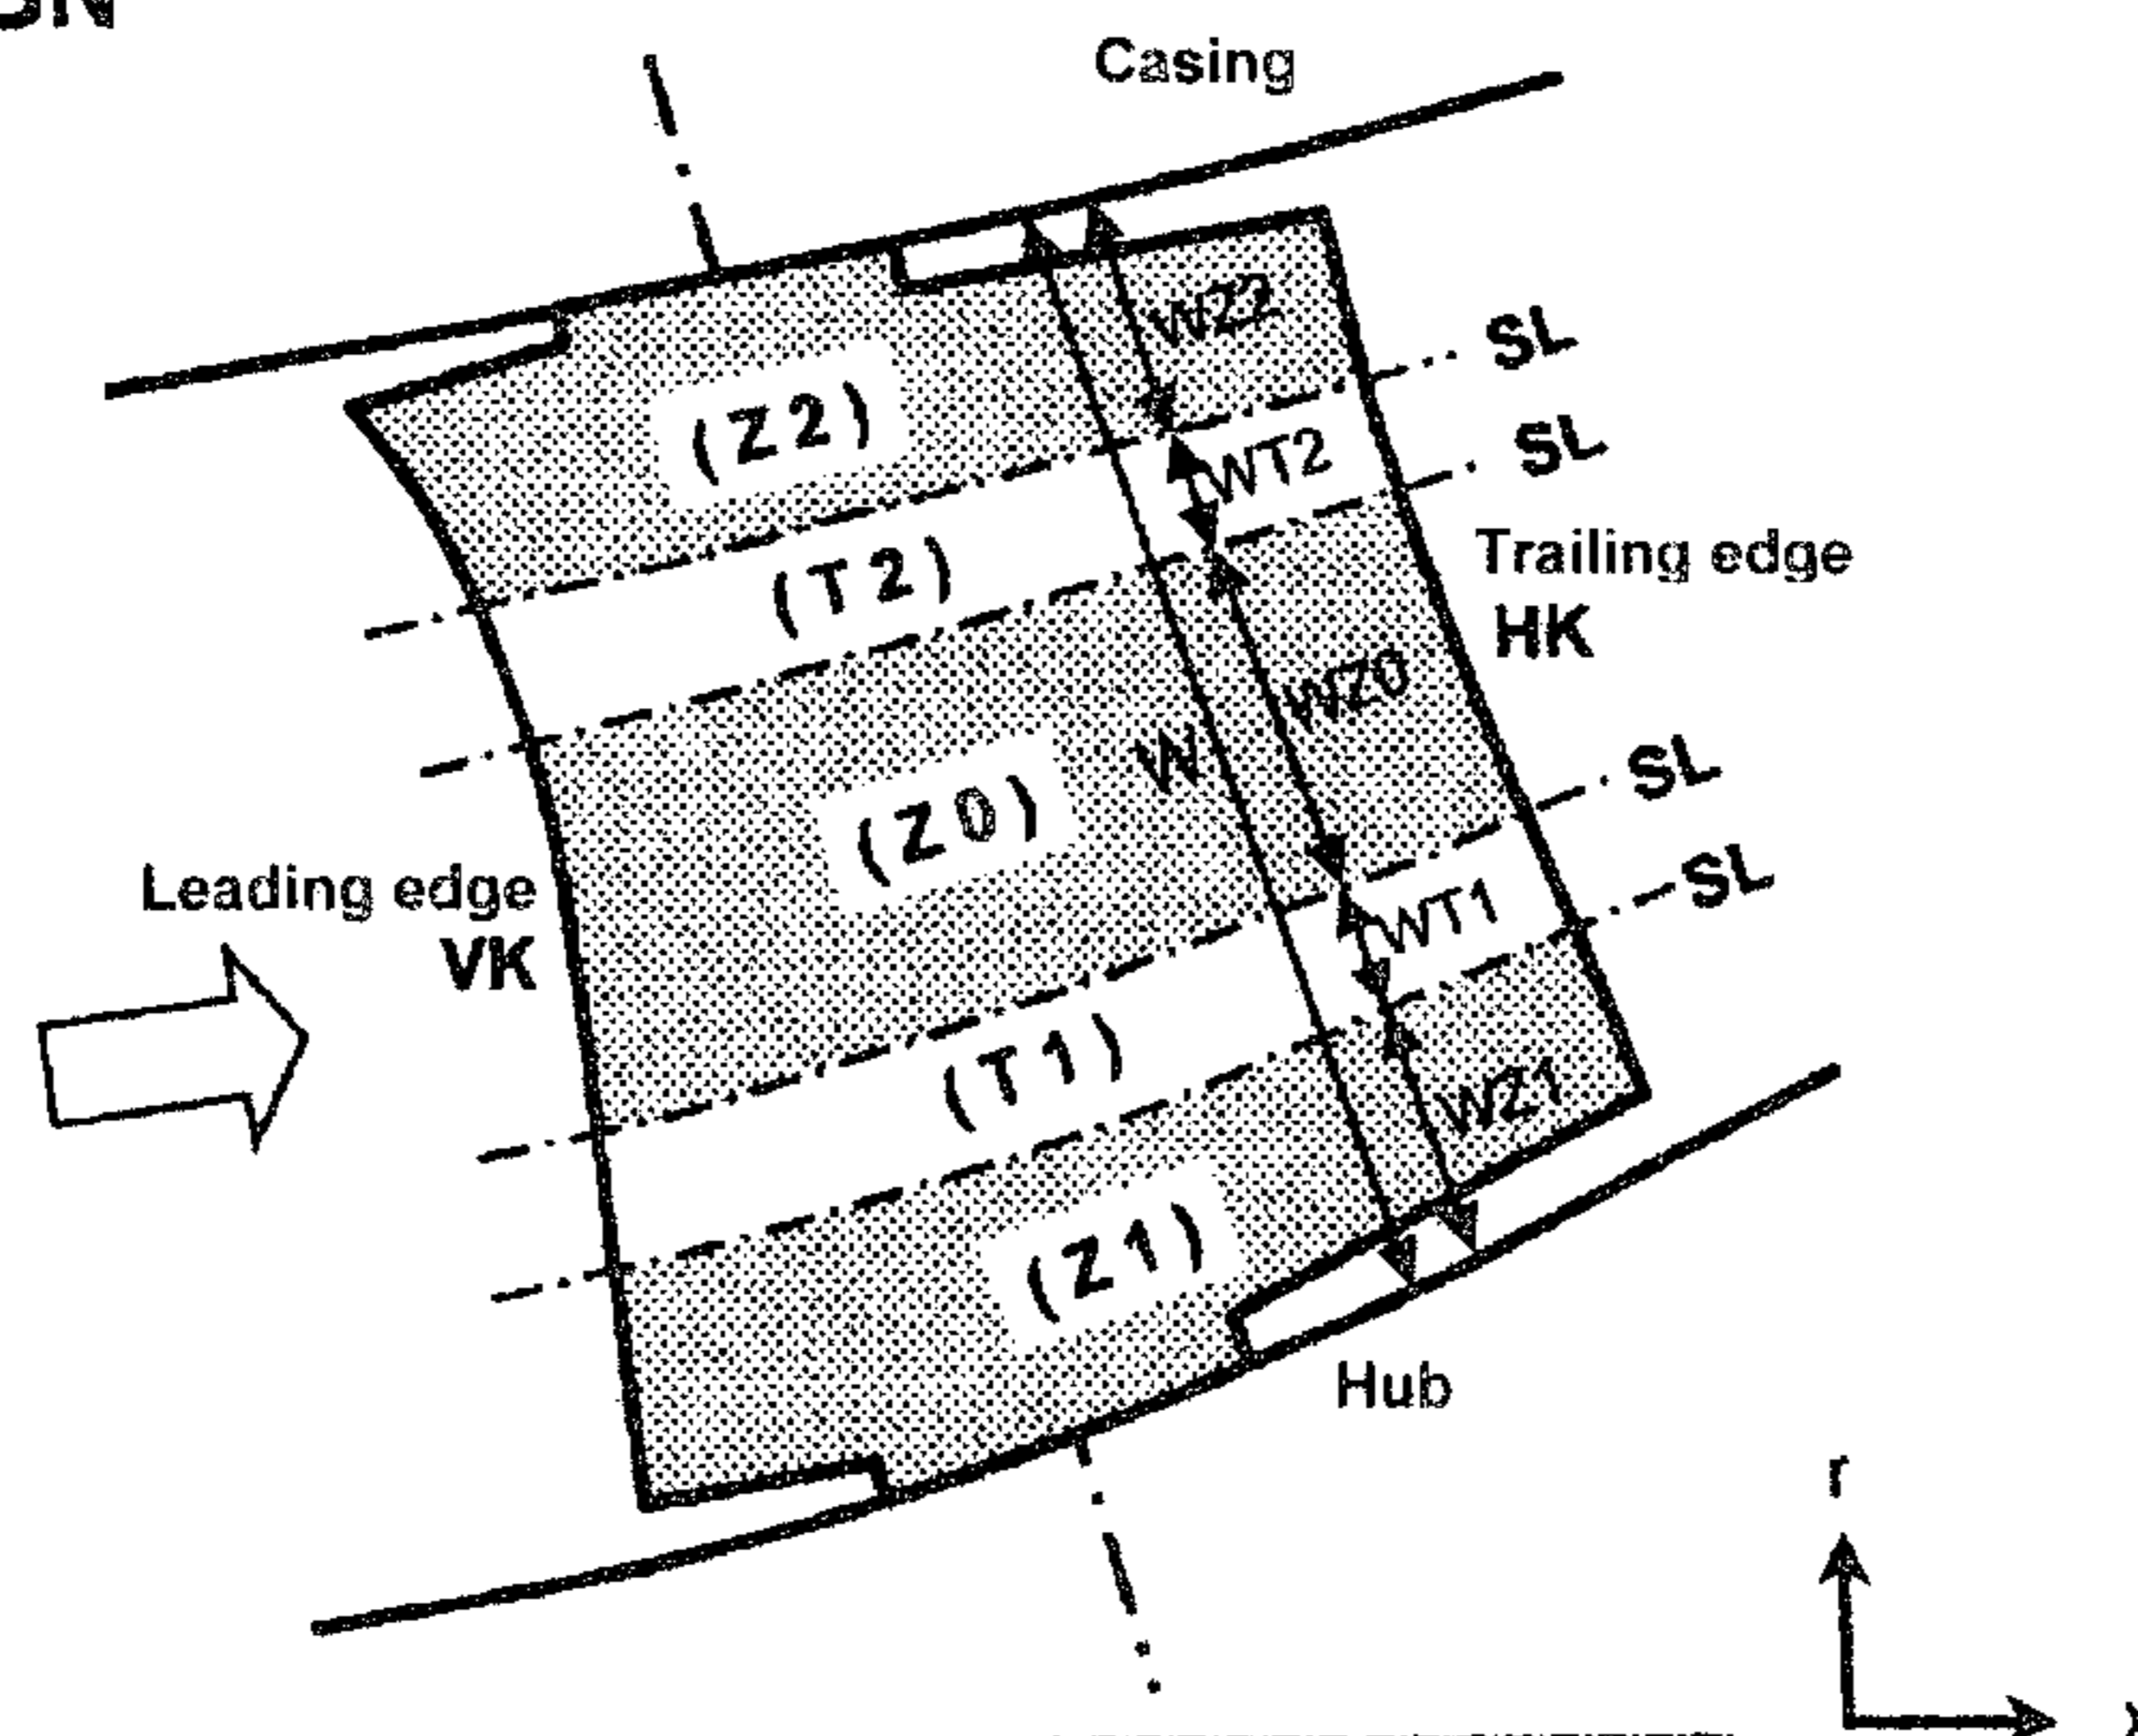 Casing
WZ2
SL
(Z2)
WT2
SL
(T2)
Trailing edge
HK
WZ0
W
SL
(Z0)
Leading edge
VK
WT1
SL
(T1)
WZ1
(Z1)
Hub
r